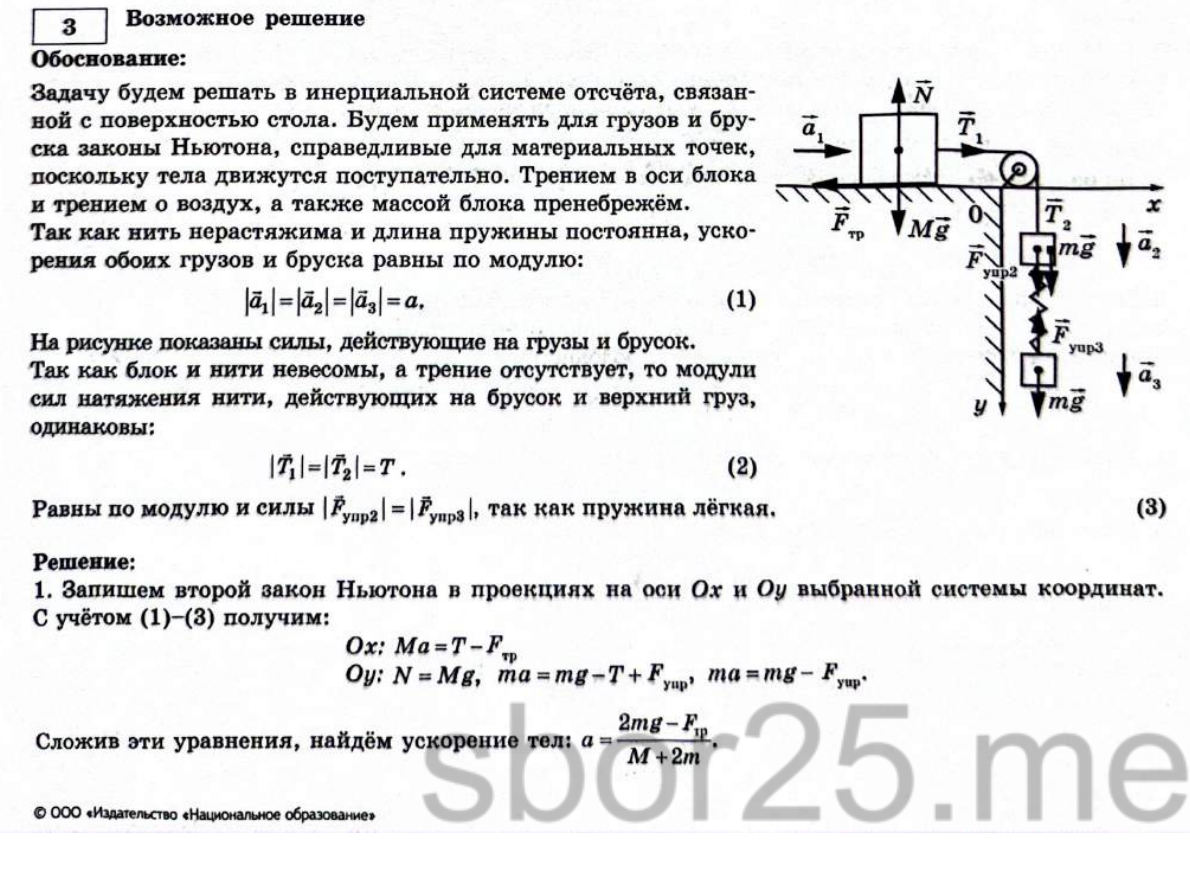 3 Возможное решение
Обоснование:
Задачу будем решать в инерциальной системе отсчёта, связан-
ной с поверхностью стола. Будем применять для грузов и бру-
ска законы Ньютона, справедливые для материальных точек,
поскольку тела движутся поступательно. Трением в оси блока
и трением о воздух, а также массой блока пренебрежём.
Так как нить нерастяжима и длина пружины постоянна, уско-
рения обоих грузов и бруска равны по модулю:
|a⃗₁|=|a⃗₂|=|a⃗₃|=a. (1)
На рисунке показаны силы, действующие на грузы и брусок.
Так как блок и нити невесомы, а трение отсутствует, то модули
сил натяжения нити, действующих на брусок и верхний груз,
одинаковы:
|T⃗₁|=|T⃗₂|=T. (2)
N⃗
a⃗₁
T⃗₁
F⃗тр
Mg⃗
0
x
T⃗₂
mg⃗
a⃗₂
F⃗упр2
F⃗упр3
a⃗₃
mg⃗
y
Равны по модулю и силы |F⃗упр2|=|F⃗упр3|, так как пружина лёгкая. (3)
Решение:
1. Запишем второй закон Ньютона в проекциях на оси Ox и Oy выбранной системы координат.
С учётом (1)–(3) получим:
Ox: Ma=T–Fтр
Oy: N=Mg, ma=mg–T+Fупр, ma=mg–Fупр.
Сложив эти уравнения, найдём ускорение тел: a=(2mg–Fтр)/(M+2m).
© ООО «Издательство «Национальное образование»
sbor25.me